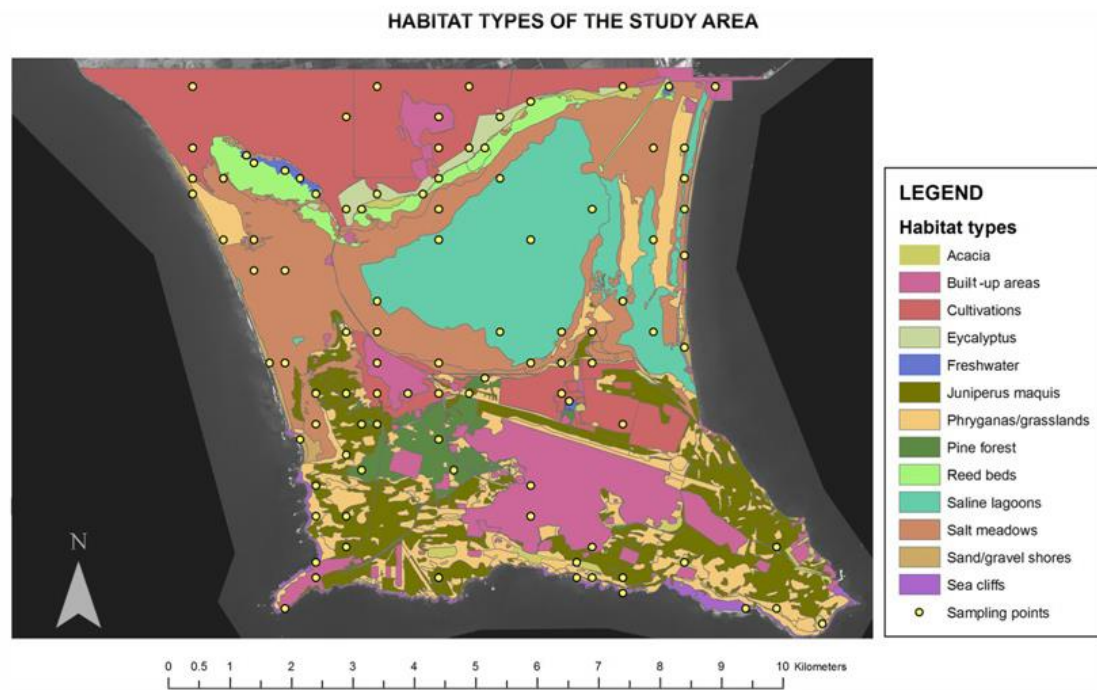 HABITAT TYPES OF THE STUDY AREA
LEGEND
Habitat types
Acacia
Built-up areas
Cultivations
Eycalyptus
Freshwater
Juniperus maquis
Phryganas/grasslands
Pine forest
Reed beds
Saline lagoons
Salt meadows
Sand/gravel shores
Sea cliffs
Sampling points
N
0 0.5 1 2 3 4 5 6 7 8 9 10 Kilometers